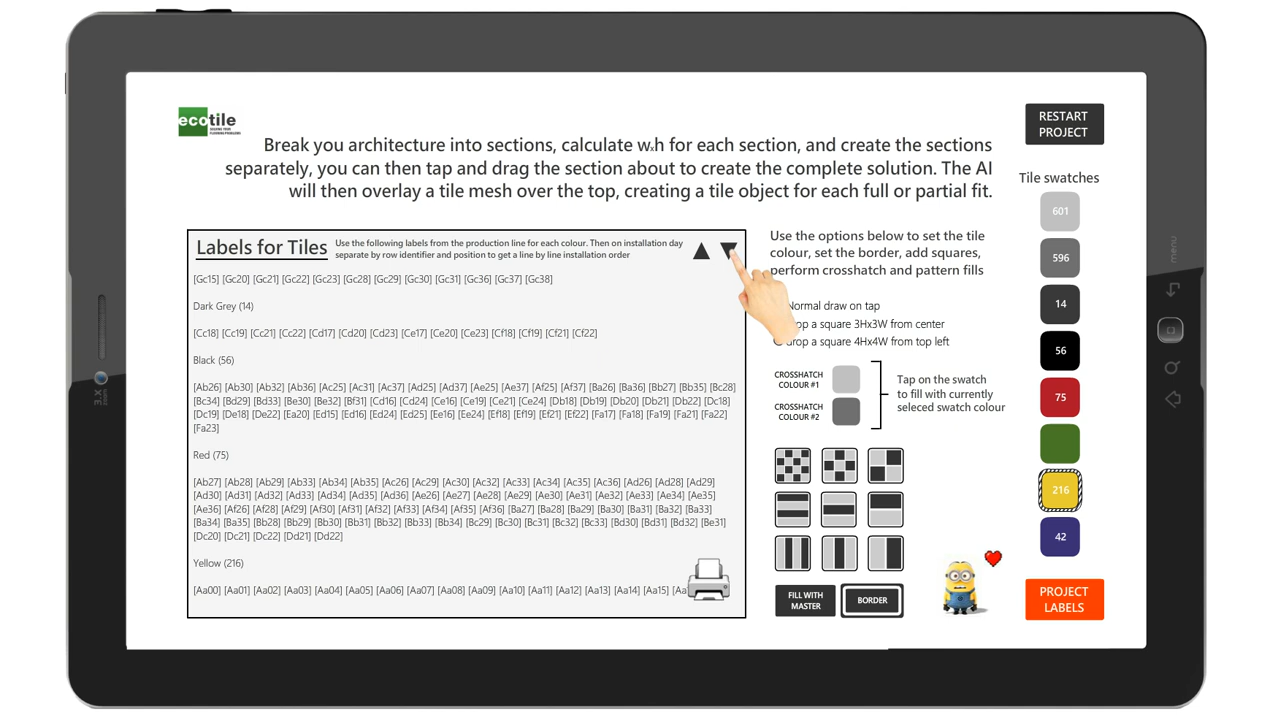 ecotile
RESTART
PROJECT
Break you architecture into sections, calculate wxh for each section, and create the sections
separately, you can then tap and drag the section about to create the complete solution. The AI
will then overlay a tile mesh over the top, creating a tile object for each full or partial fit.
Tile swatches
601
596
14
56
75
216
42
Labels for Tiles
Use the following labels from the production line for each colour. Then on installation day
separate by row identifier and position to get a line by line installation order
[Gc15] [Gc20] [Gc21] [Gc22] [Gc23] [Gc28] [Gc29] [Gc30] [Gc31] [Gc36] [Gc37] [Gc38]
Dark Grey (14)
[Cc18] [Cc19] [Cc21] [Cc22] [Cd17] [Cd20] [Cd23] [Ce17] [Ce20] [Ce23] [Cf18] [Cf19] [Cf21] [Cf22]
Black (56)
[Ab26] [Ab30] [Ab32] [Ab36] [Ac25] [Ac31] [Ac37] [Ad25] [Ad37] [Ae25] [Ae37] [Af25] [Af37] [Ba26] [Ba36] [Bb27] [Bb35] [Bc28]
[Bc34] [Bd29] [Bd33] [Be30] [Be32] [Bf31] [Cd16] [Cd24] [Ce16] [Ce19] [Ce21] [Ce24] [Db18] [Db19] [Db20] [Db21] [Db22] [Dc18]
[Dc19] [De18] [De22] [Ea20] [Ed15] [Ed16] [Ed24] [Ed25] [Ee16] [Ee24] [Ef18] [Ef19] [Ef21] [Ef22] [Fa17] [Fa18] [Fa19] [Fa21] [Fa22]
[Fa23]
Red (75)
[Ab27] [Ab28] [Ab29] [Ab33] [Ab34] [Ab35] [Ac26] [Ac29] [Ac30] [Ac32] [Ac33] [Ac34] [Ac35] [Ac36] [Ad26] [Ad28] [Ad29]
[Ad30] [Ad31] [Ad32] [Ad33] [Ad34] [Ad35] [Ad36] [Ae26] [Ae27] [Ae28] [Ae29] [Ae30] [Ae31] [Ae32] [Ae33] [Ae34] [Ae35]
[Ae36] [Af26] [Af28] [Af29] [Af30] [Af31] [Af32] [Af33] [Af34] [Af35] [Af36] [Ba27] [Ba28] [Ba29] [Ba30] [Ba31] [Ba32] [Ba33]
[Ba34] [Ba35] [Bb28] [Bb29] [Bb30] [Bb31] [Bb32] [Bb33] [Bb34] [Bc29] [Bc30] [Bc31] [Bc32] [Bc33] [Bd30] [Bd31] [Bd32] [Be31]
[Dc20] [Dc21] [Dc22] [Dd21] [Dd22]
Yellow (216)
[Aa00] [Aa01] [Aa02] [Aa03] [Aa04] [Aa05] [Aa06] [Aa07] [Aa08] [Aa09] [Aa10] [Aa11] [Aa12] [Aa13] [Aa14] [Aa15] [Aa
Use the options below to set the tile
colour, set the border, add squares,
perform crosshatch and pattern fills
Normal draw on tap
drop a square 3Hx3W from center
drop a square 4Hx4W from top left
CROSSHATCH
COLOUR #1
CROSSHATCH
COLOUR #2
Tap on the swatch
to fill with currently
seleced swatch colour
FILL WITH
MASTER
BORDER
PROJECT
LABELS
menu
3.x
zoom